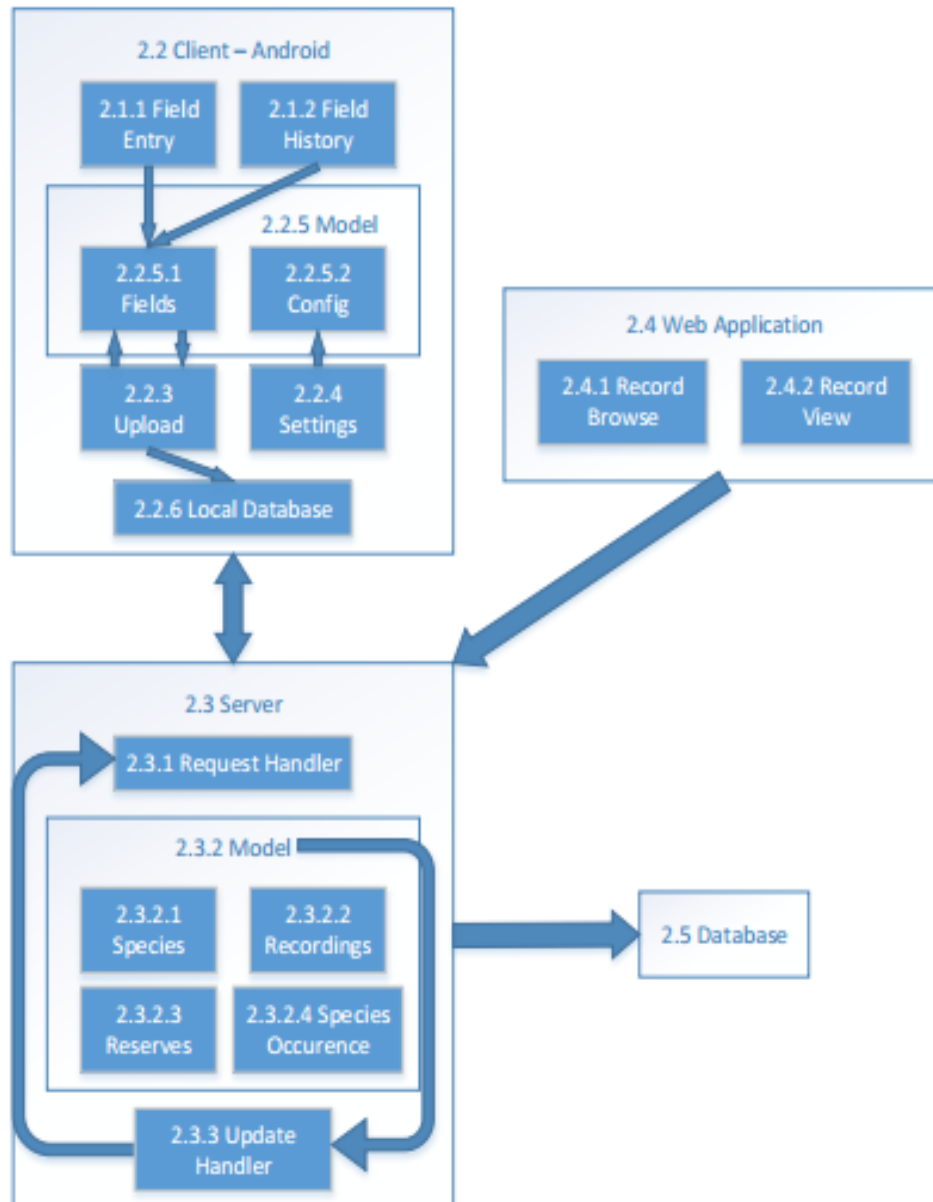 2.2 Client – Android
2.1.1 Field
Entry
2.1.2 Field
History
2.2.5 Model
2.2.5.1
Fields
2.2.5.2
Config
2.2.3
Upload
2.2.4
Settings
2.2.6 Local Database
2.4 Web Application
2.4.1 Record
Browse
2.4.2 Record
View
2.3 Server
2.3.1 Request Handler
2.3.2 Model
2.3.2.1
Species
2.3.2.2
Recordings
2.3.2.3
Reserves
2.3.2.4 Species
Occurence
2.3.3 Update
Handler
2.5 Database